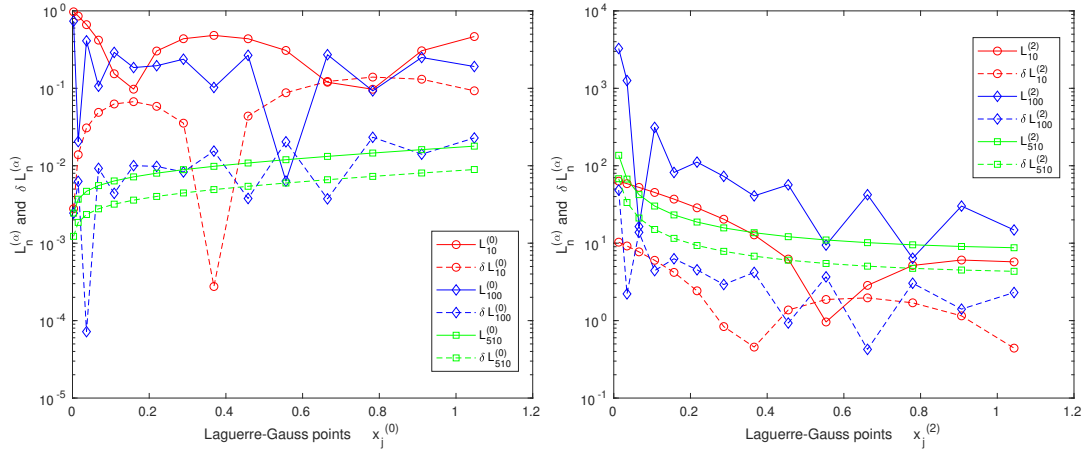 10^0
10^-1
10^-2
10^-3
10^-4
10^-5
L_n^(α) and δ L_n^(α)
0
0.2
0.4
0.6
0.8
1
1.2
Laguerre-Gauss points x_j^(0)
L_10^(0)
δ L_10^(0)
L_100^(0)
δ L_100^(0)
L_510^(0)
δ L_510^(0)
10^4
10^3
10^2
10^1
10^0
10^-1
L_n^(α) and δ L_n^(α)
0
0.2
0.4
0.6
0.8
1
1.2
Laguerre-Gauss points x_j^(2)
L_10^(2)
δ L_10^(2)
L_100^(2)
δ L_100^(2)
L_510^(2)
δ L_510^(2)